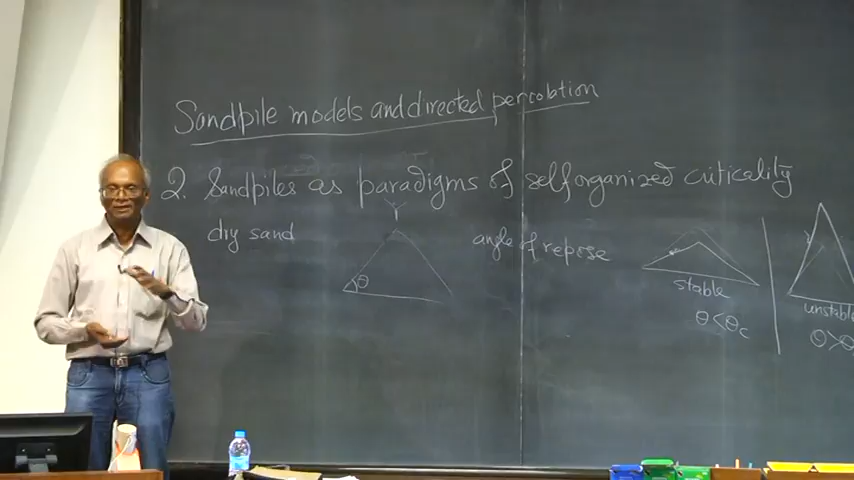 Sandpile models and directed percolation
2. Sandpiles as paradigms of selforganized criticality
dry sand
θ
angle of repose
stable
θ<θc
unstable
θ>θ